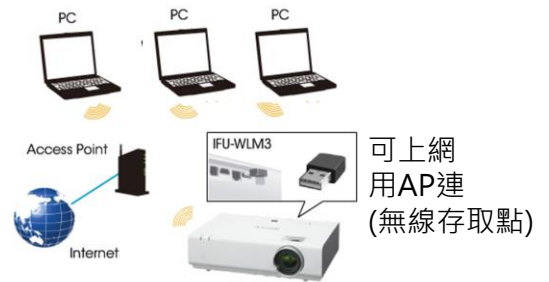 PC
PC
PC
Access Point
IFU-WLM3
可上網
用AP連
(無線存取點)
Internet